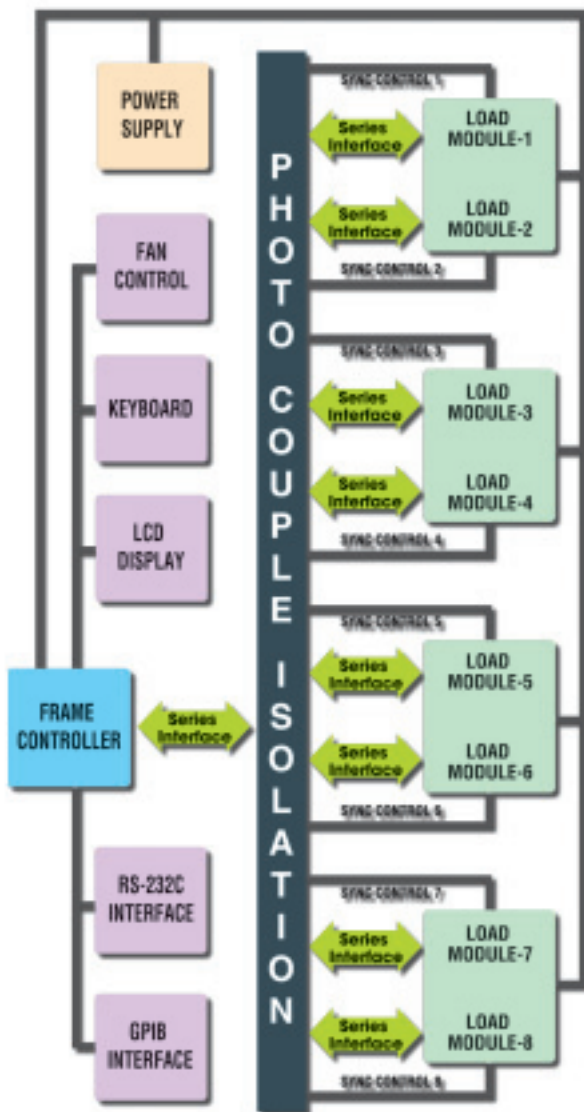 POWER
SUPPLY
FAN
CONTROL
KEYBOARD
LCD
DISPLAY
FRAME
CONTROLLER
Series
Interface
RS-232C
INTERFACE
GPIB
INTERFACE
PHOTO COUPLE ISOLATION
SYNC CONTROL 1
Series
Interface
LOAD
MODULE-1
Series
Interface
LOAD
MODULE-2
SYNC CONTROL 2
SYNC CONTROL 3
Series
Interface
LOAD
MODULE-3
Series
Interface
LOAD
MODULE-4
SYNC CONTROL 4
SYNC CONTROL 5
Series
Interface
LOAD
MODULE-5
Series
Interface
LOAD
MODULE-6
SYNC CONTROL 6
SYNC CONTROL 7
Series
Interface
LOAD
MODULE-7
Series
Interface
LOAD
MODULE-8
SYNC CONTROL 8